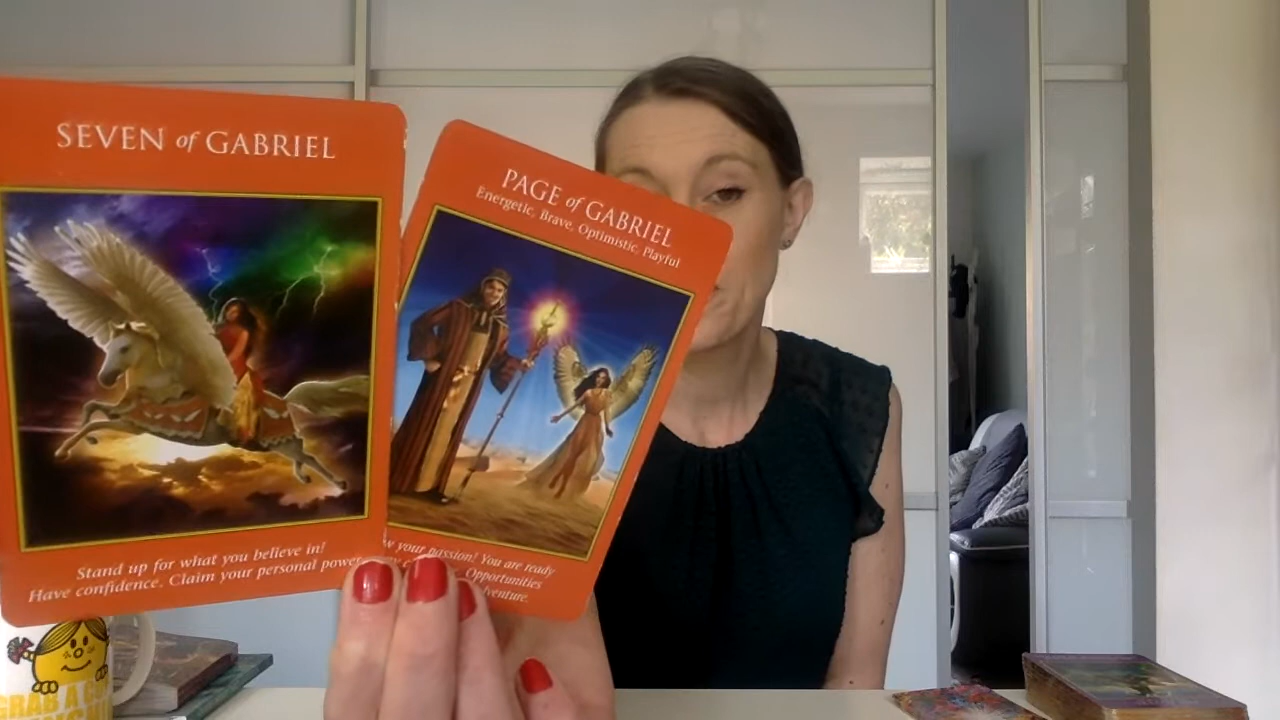 SEVEN of GABRIEL
Stand up for what you believe in!
Have confidence. Claim your personal power
PAGE of GABRIEL
Energetic, Brave, Optimistic, Playful
your passion! You are ready
Opportunities
GRAB A